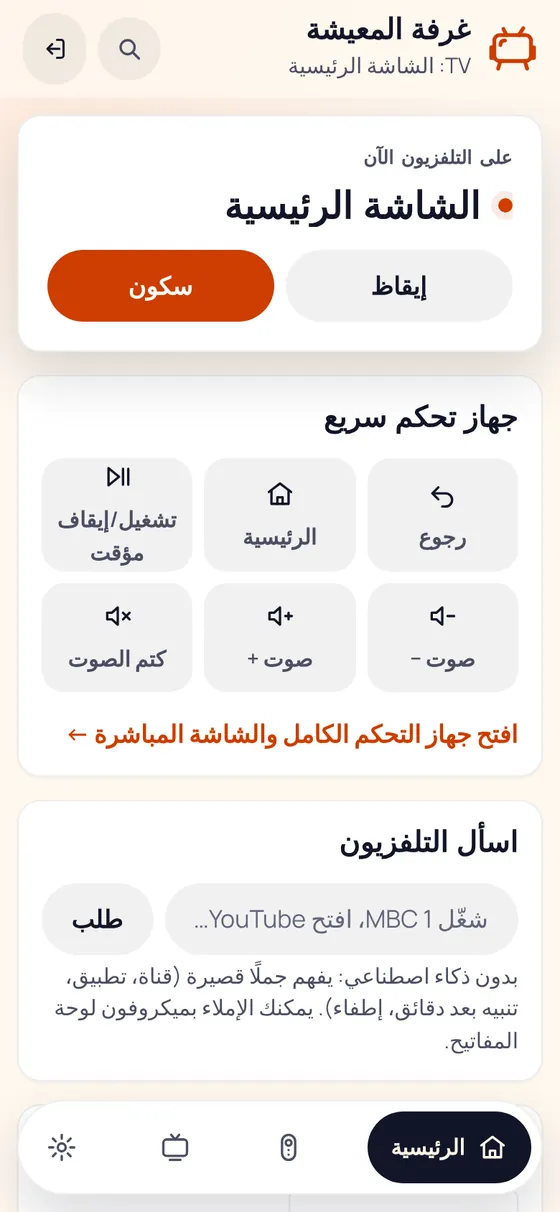 غرفة المعيشة
TV: الشاشة الرئيسية
على التلفزيون الآن
الشاشة الرئيسية
إيقاظ
سكون
جهاز تحكم سريع
رجوع
الرئيسية
تشغيل/إيقاف
مؤقت
صوت −
صوت +
كتم الصوت
افتح جهاز التحكم الكامل والشاشة المباشرة ←
اسأل التلفزيون
شغّل MBC 1، افتح YouTube...
طلب
بدون ذكاء اصطناعي: يفهم جملًا قصيرة (قناة، تطبيق،
تنبيه بعد دقائق، إطفاء). يمكنك الإملاء بميكروفون لوحة
المفاتيح.
الرئيسية